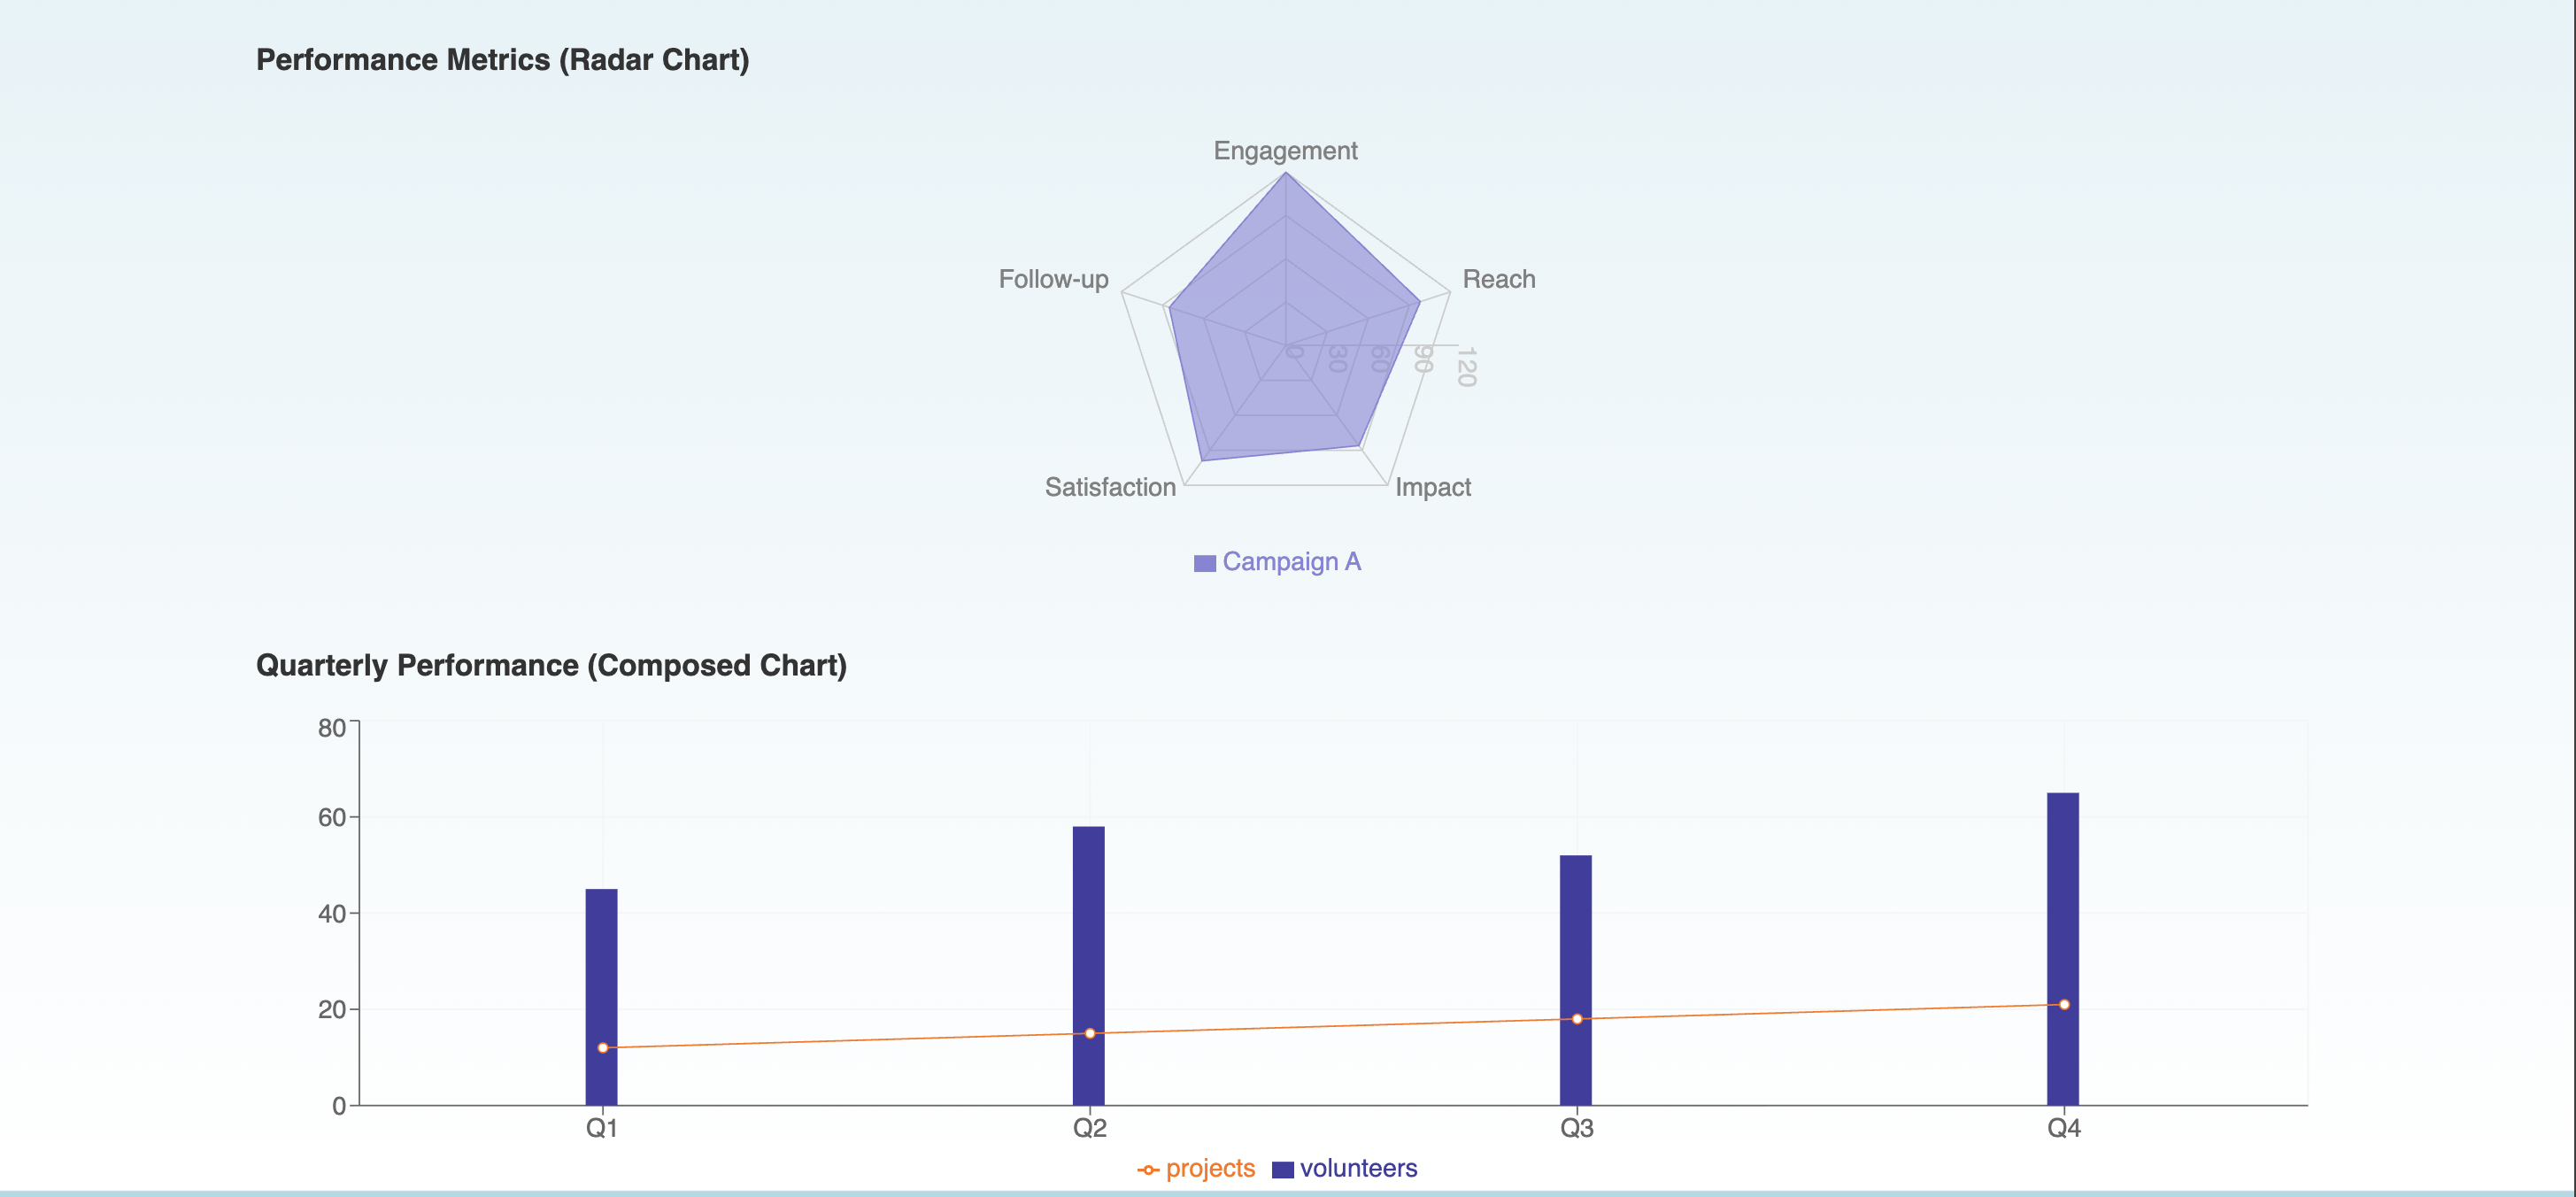 Performance Metrics (Radar Chart)
Engagement
Follow-up
Reach
0 30 60 90 120
Satisfaction
Impact
Campaign A
Quarterly Performance (Composed Chart)
80
60
40
20
0
Q1 Q2 Q3 Q4
projects volunteers